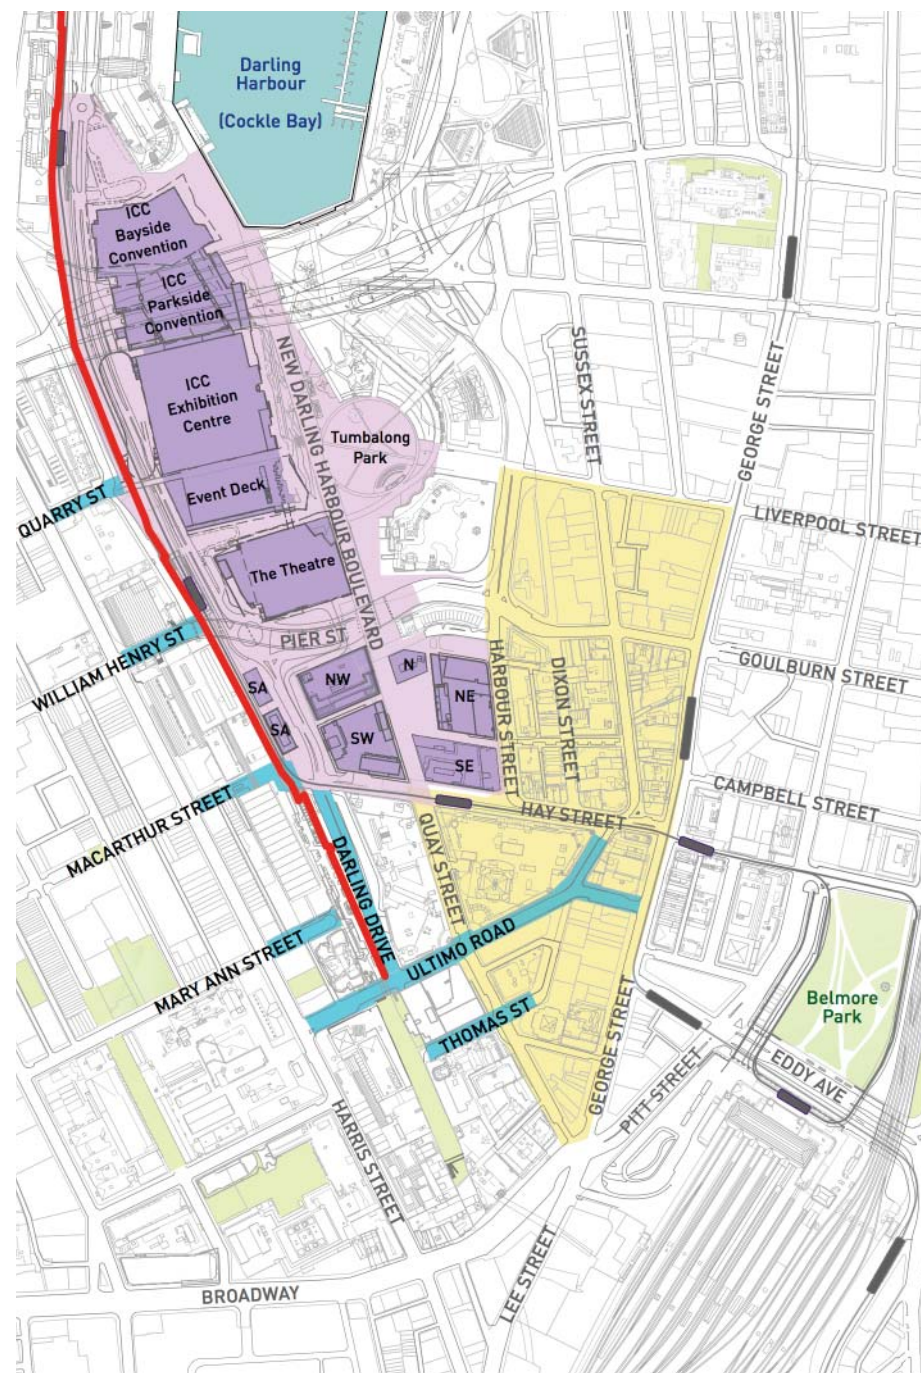 Darling
Harbour
(Cockle Bay)
ICC
Bayside
Convention
ICC
Parkside
Convention
ICC
Exhibition
Centre
Event Deck
The Theatre
Tumbalong
Park
NEW DARLING HARBOUR BOULEVARD
SUSSEX STREET
GEORGE STREET
LIVERPOOL STREET
QUARRY ST
PIER ST
WILLIAM HENRY ST
HARBOUR STREET
DIXON STREET
GOULBURN STREET
SA
NW
N
NE
SA
SW
SE
HAY STREET
CAMPBELL STREET
MACARTHUR STREET
DARLING DRIVE
QUAY STREET
ULTIMO ROAD
MARY ANN STREET
THOMAS ST
GEORGE STREET
PITT STREET
Belmore
Park
EDDY AVE
HARRIS STREET
LEE STREET
BROADWAY